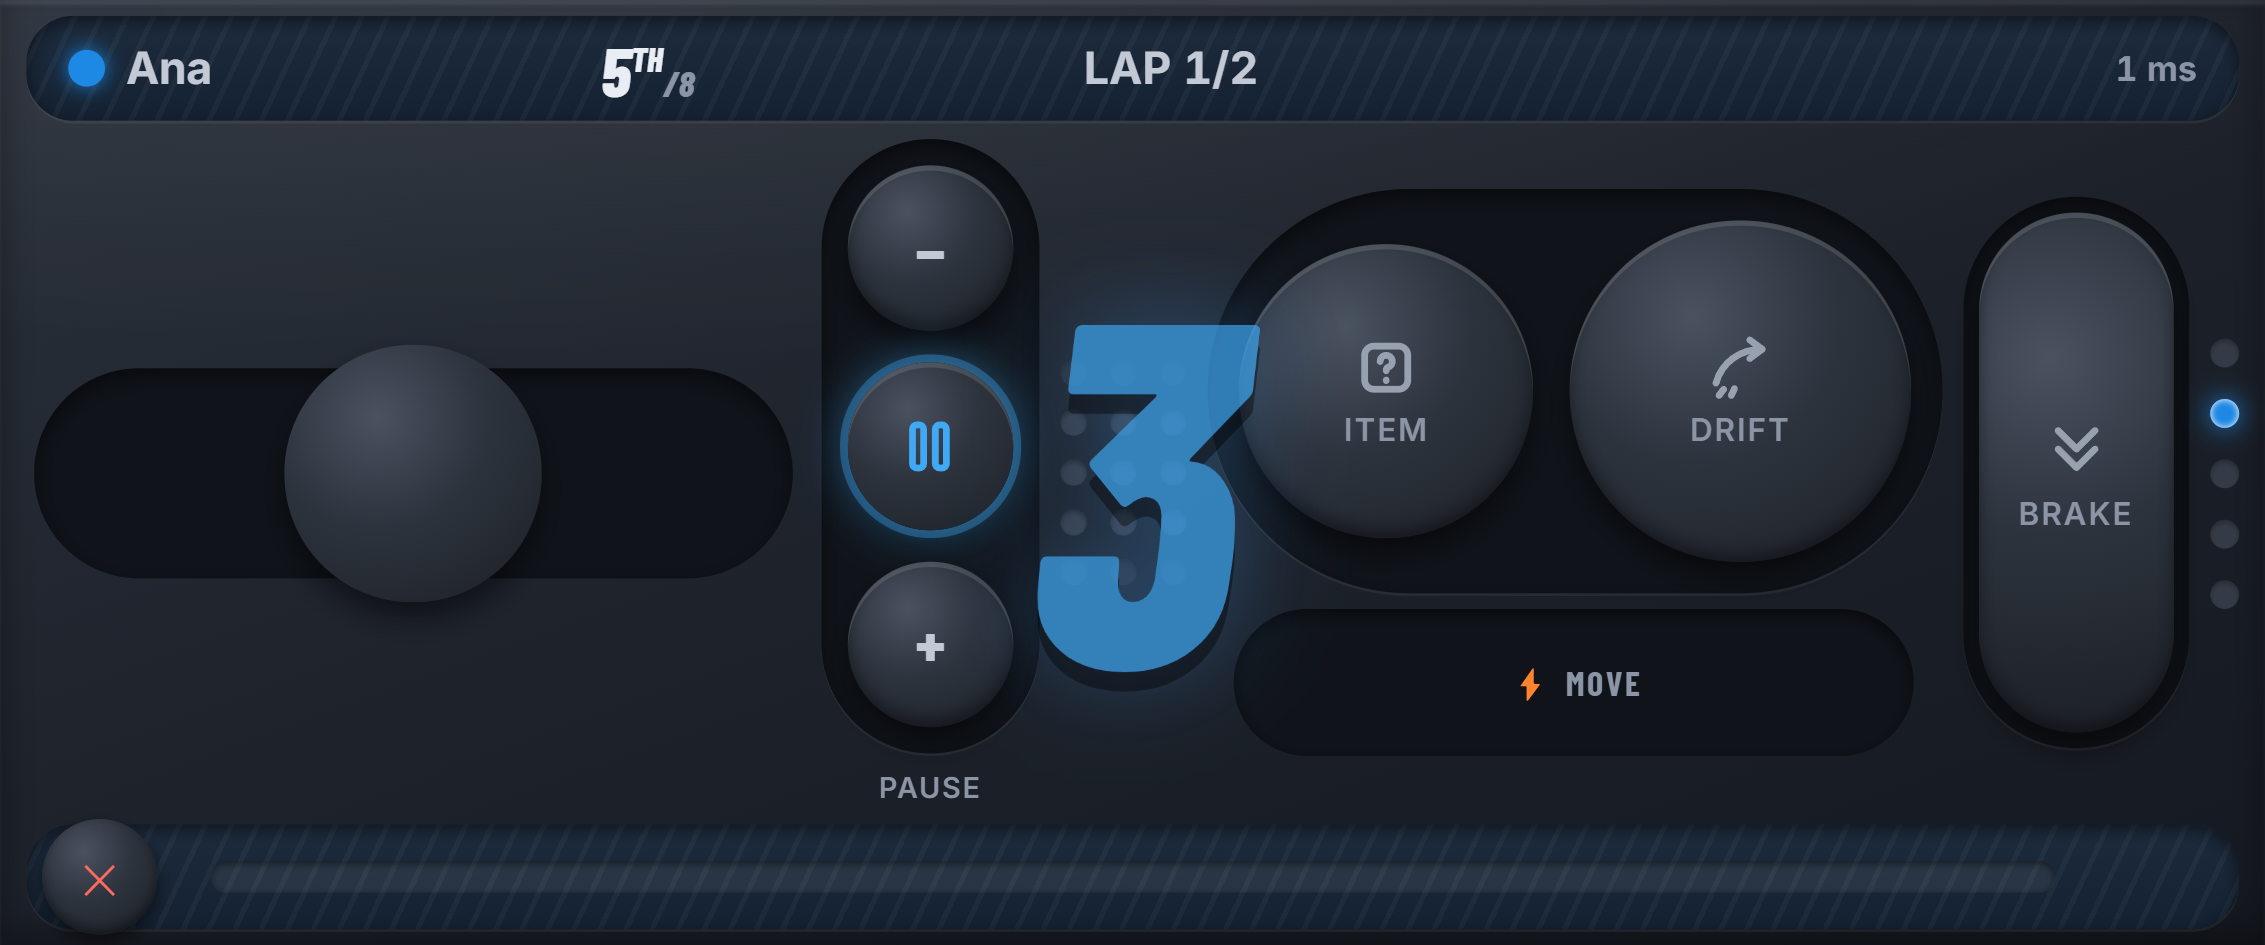 Ana
5TH/8
LAP 1/2
1 ms
3
ITEM
DRIFT
BRAKE
MOVE
PAUSE